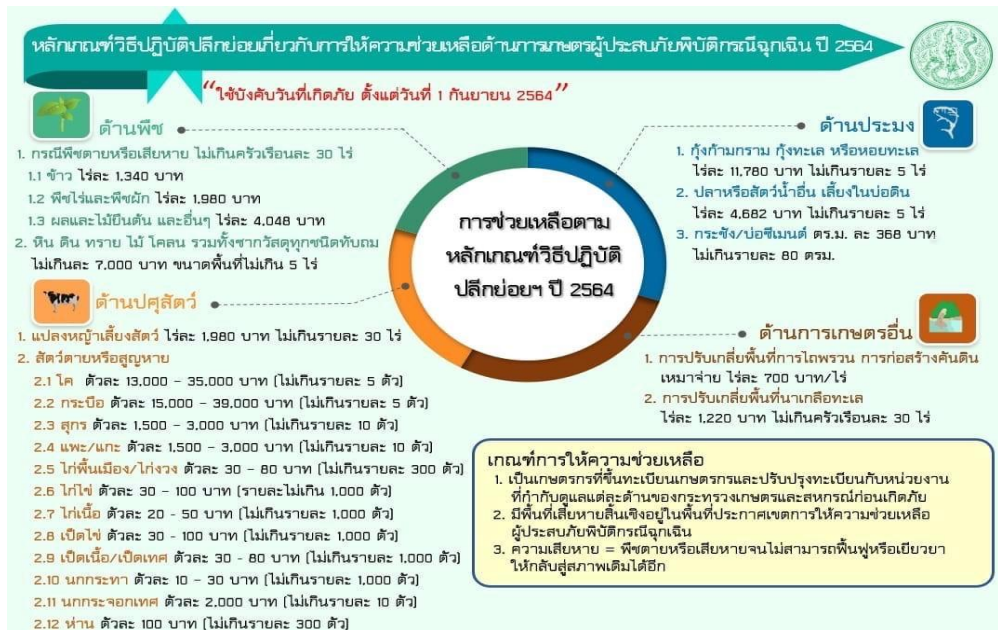 หลักเกณฑ์วิธีปฏิบัติปลีกย่อยเกี่ยวกับการให้ความช่วยเหลือด้านการเกษตรผู้ประสบภัยพิบัติกรณีฉุกเฉิน ปี 2564
“ใช้บังคับวันที่เกิดภัย ตั้งแต่วันที่ 1 กันยายน 2564”
ด้านพืช
1. กรณีพืชตายหรือเสียหาย ไม่เกินครัวเรือนละ 30 ไร่
1.1 ข้าว ไร่ละ 1,340 บาท
1.2 พืชไร่และพืชผัก ไร่ละ 1,980 บาท
1.3 ผลและไม้ยืนต้น และอื่นๆ ไร่ละ 4,048 บาท
2. หิน ดิน ทราย ไม้ โคลน รวมทั้งซากวัสดุทุกชนิดทับถม
ไม่เกินละ 7,000 บาท ขนาดพื้นที่ไม่เกิน 5 ไร่
ด้านปศุสัตว์
1. แปลงหญ้าเลี้ยงสัตว์ ไร่ละ 1,980 บาท ไม่เกินรายละ 30 ไร่
2. สัตว์ตายหรือสูญหาย
2.1 โค ตัวละ 13,000 – 35,000 บาท (ไม่เกินรายละ 5 ตัว)
2.2 กระบือ ตัวละ 15,000 – 39,000 บาท (ไม่เกินรายละ 5 ตัว)
2.3 สุกร ตัวละ 1,500 – 3,000 บาท (ไม่เกินรายละ 10 ตัว)
2.4 แพะ/แกะ ตัวละ 1,500 – 3,000 บาท (ไม่เกินรายละ 10 ตัว)
2.5 ไก่พื้นเมือง/ไก่งวง ตัวละ 30 – 80 บาท (ไม่เกินรายละ 300 ตัว)
2.6 ไก่ไข่ ตัวละ 30 – 100 บาท (รายละไม่เกิน 1,000 ตัว)
2.7 ไก่เนื้อ ตัวละ 20 - 50 บาท (ไม่เกินรายละ 1,000 ตัว)
2.8 เป็ดไข่ ตัวละ 30 - 100 บาท (ไม่เกินรายละ 1,000 ตัว)
2.9 เป็ดเนื้อ/เป็ดเทศ ตัวละ 30 - 80 บาท (ไม่เกินรายละ 1,000 ตัว)
2.10 นกกระทา ตัวละ 10 – 30 บาท (ไม่เกินรายละ 1,000 ตัว)
2.11 นกกระจอกเทศ ตัวละ 2,000 บาท (ไม่เกินรายละ 10 ตัว)
2.12 ห่าน ตัวละ 100 บาท (ไม่เกินรายละ 300 ตัว)
การช่วยเหลือตาม
หลักเกณฑ์วิธีปฏิบัติ
ปลีกย่อยฯ ปี 2564
ด้านประมง
1. กุ้งก้ามกราม กุ้งทะเล หรือหอยทะเล
ไร่ละ 11,780 บาท ไม่เกินรายละ 5 ไร่
2. ปลาหรือสัตว์น้ำอื่น เลี้ยงในบ่อดิน
ไร่ละ 4,682 บาท ไม่เกินรายละ 5 ไร่
3. กระชัง/บ่อซีเมนต์ ตร.ม. ละ 368 บาท
ไม่เกินรายละ 80 ตรม.
ด้านการเกษตรอื่น
1. การปรับเกลี่ยพื้นที่การไถพรวน การก่อสร้างคันดิน
เหมาจ่าย ไร่ละ 700 บาท/ไร่
2. การปรับเกลี่ยพื้นที่นาเกลือทะเล
ไร่ละ 1,220 บาท ไม่เกินครัวเรือนละ 30 ไร่
เกณฑ์การให้ความช่วยเหลือ
1. เป็นเกษตรกรที่ขึ้นทะเบียนเกษตรกรและปรับปรุงทะเบียนกับหน่วยงาน
ที่กำกับดูแลแต่ละด้านของกระทรวงเกษตรและสหกรณ์ก่อนเกิดภัย
2. มีพื้นที่เสียหายสิ้นเชิงอยู่ในพื้นที่ประกาศเขตการให้ความช่วยเหลือ
ผู้ประสบภัยพิบัติกรณีฉุกเฉิน
3. ความเสียหาย = พืชตายหรือเสียหายจนไม่สามารถฟื้นฟูหรือเยียวยา
ให้กลับสู่สภาพเดิมได้อีก